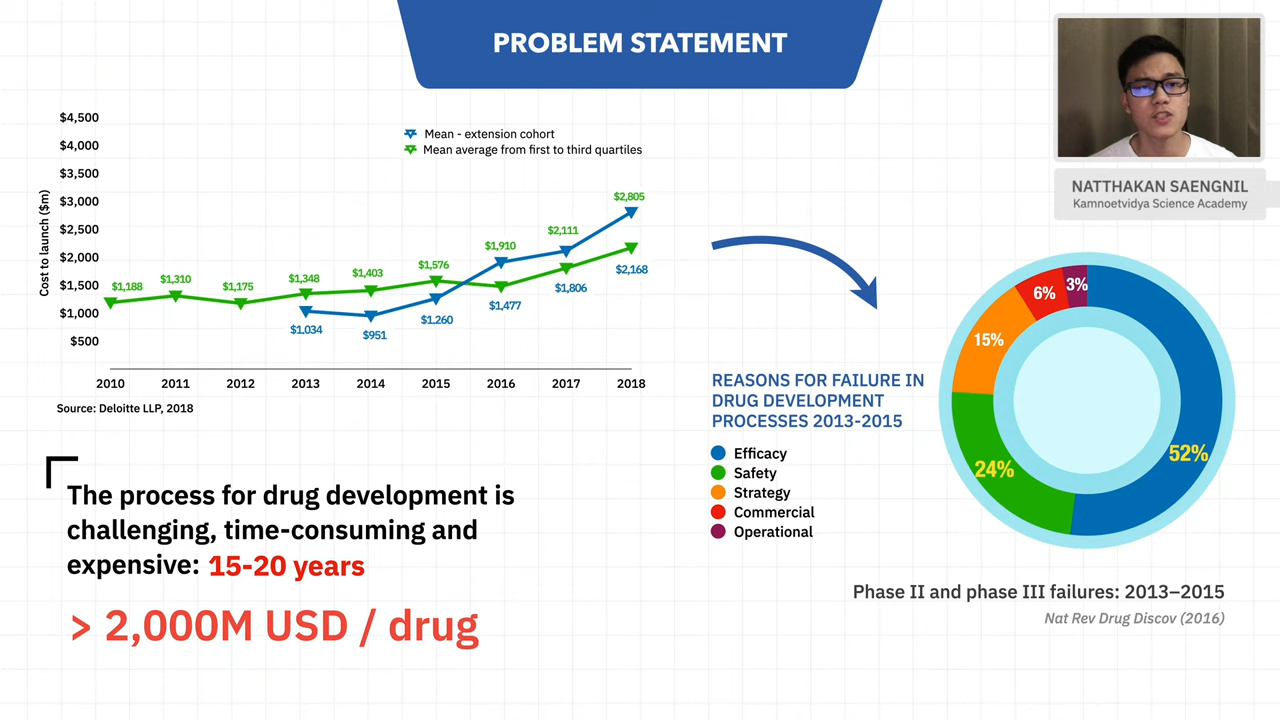 PROBLEM STATEMENT
NATTHAKAN SAENGNIL
Kamnoetvidya Science Academy
Cost to launch ($m)
$4,500
$4,000
$3,500
$3,000
$2,500
$2,000
$1,500
$1,000
$500
Mean - extension cohort
Mean average from first to third quartiles
$1,188
$1,310
$1,175
$1,348
$1,403
$1,576
$1,910
$2,111
$2,805
$1,034
$951
$1,260
$1,477
$1,806
$2,168
2010 2011 2012 2013 2014 2015 2016 2017 2018
Source: Deloitte LLP, 2018
The process for drug development is
challenging, time-consuming and
expensive: 15-20 years
> 2,000M USD / drug
REASONS FOR FAILURE IN
DRUG DEVELOPMENT
PROCESSES 2013-2015
Efficacy
Safety
Strategy
Commercial
Operational
3%
6%
15%
24%
52%
Phase II and phase III failures: 2013–2015
Nat Rev Drug Discov (2016)